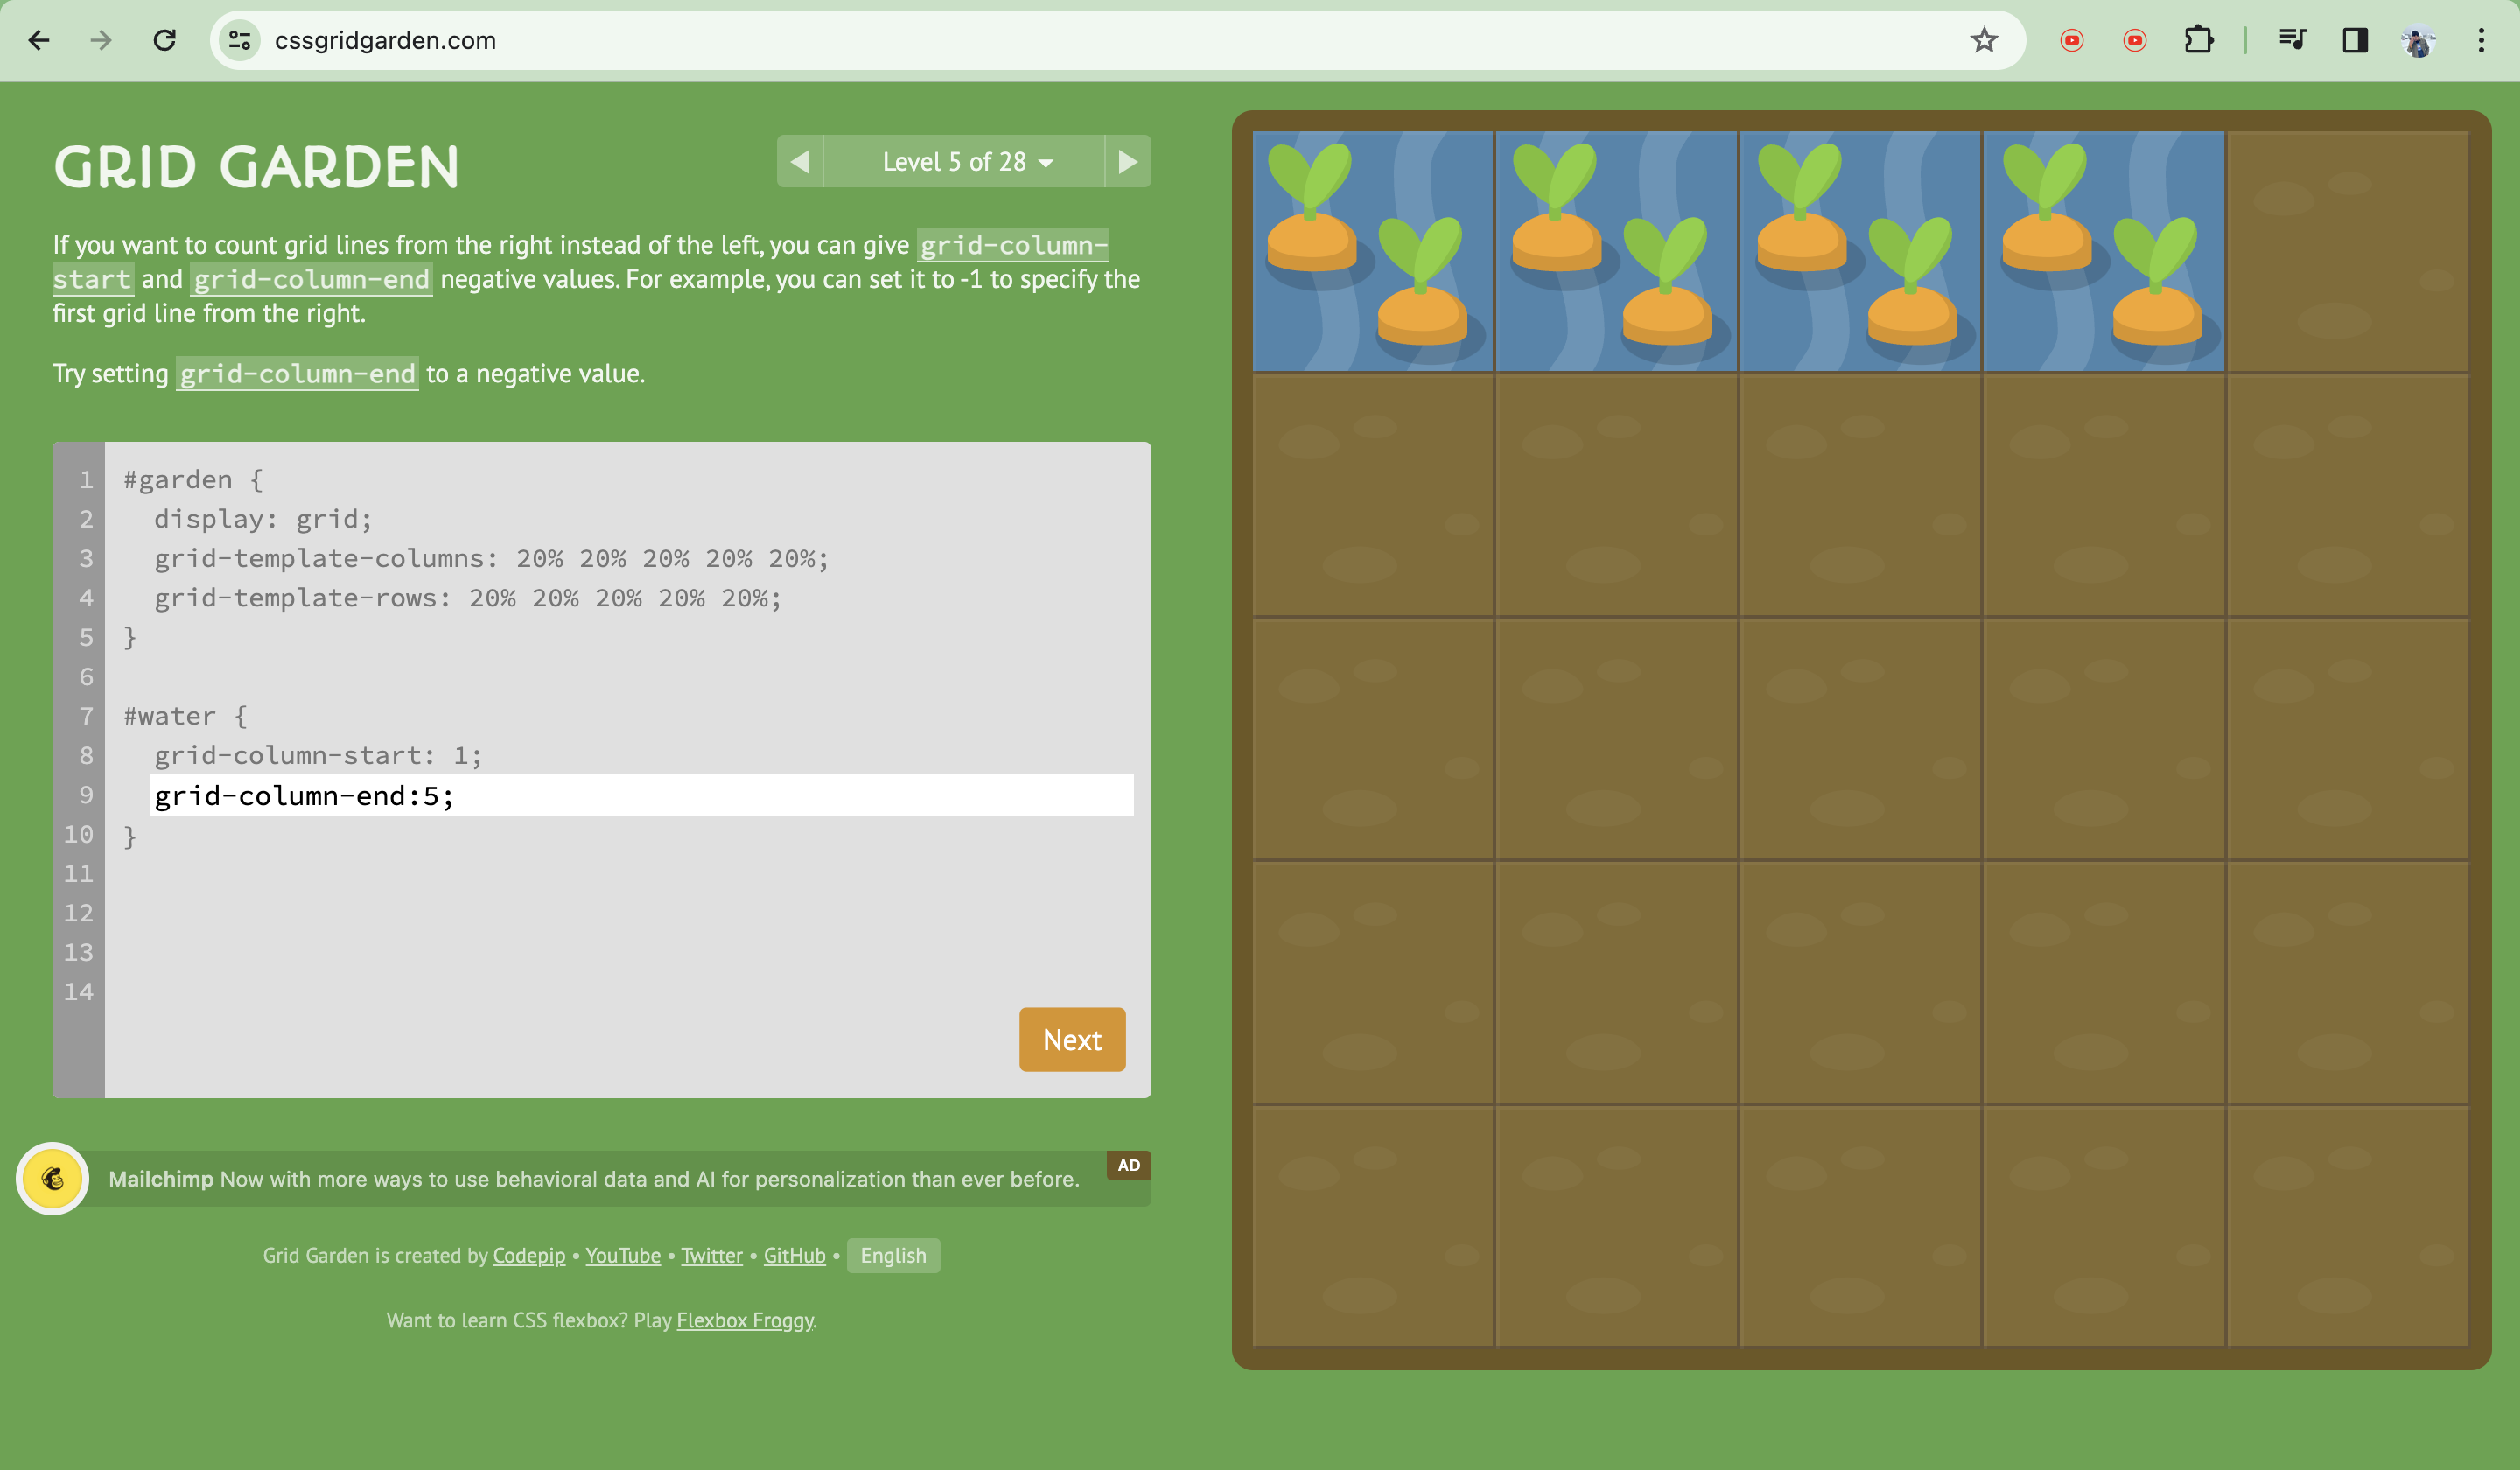 cssgridgarden.com
GRID GARDEN
Level 5 of 28
If you want to count grid lines from the right instead of the left, you can give grid-column-
start and grid-column-end negative values. For example, you can set it to -1 to specify the
first grid line from the right.
Try setting grid-column-end to a negative value.
1 #garden {
2 display: grid;
3 grid-template-columns: 20% 20% 20% 20% 20%;
4 grid-template-rows: 20% 20% 20% 20% 20%;
5 }
6
7 #water {
8 grid-column-start: 1;
9 grid-column-end:5;
10 }
11
12
13
14
Next
AD
Mailchimp Now with more ways to use behavioral data and AI for personalization than ever before.
Grid Garden is created by Codepip • YouTube • Twitter • GitHub • English
Want to learn CSS flexbox? Play Flexbox Froggy.